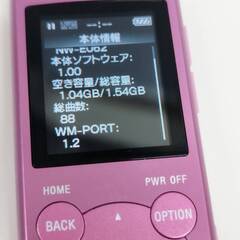 本体情報
NW-E062
本体ソフトウェア:
1.00
空き容量/総容量:
1.04GB/1.54GB
総曲数:
88
WM-PORT:
1.2
HOME
PWR OFF
BACK
OPTION